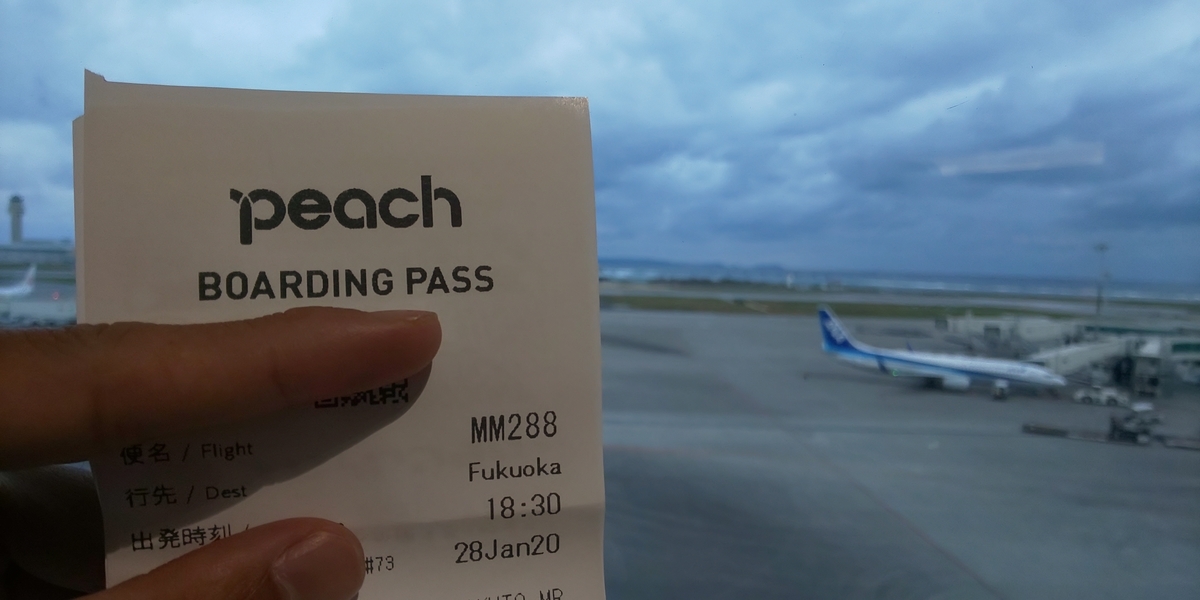 peach
BOARDING PASS
便名 / Flight MM288
行先 / Dest Fukuoka
出発時刻 / 18:30
#73 28Jan20
MR